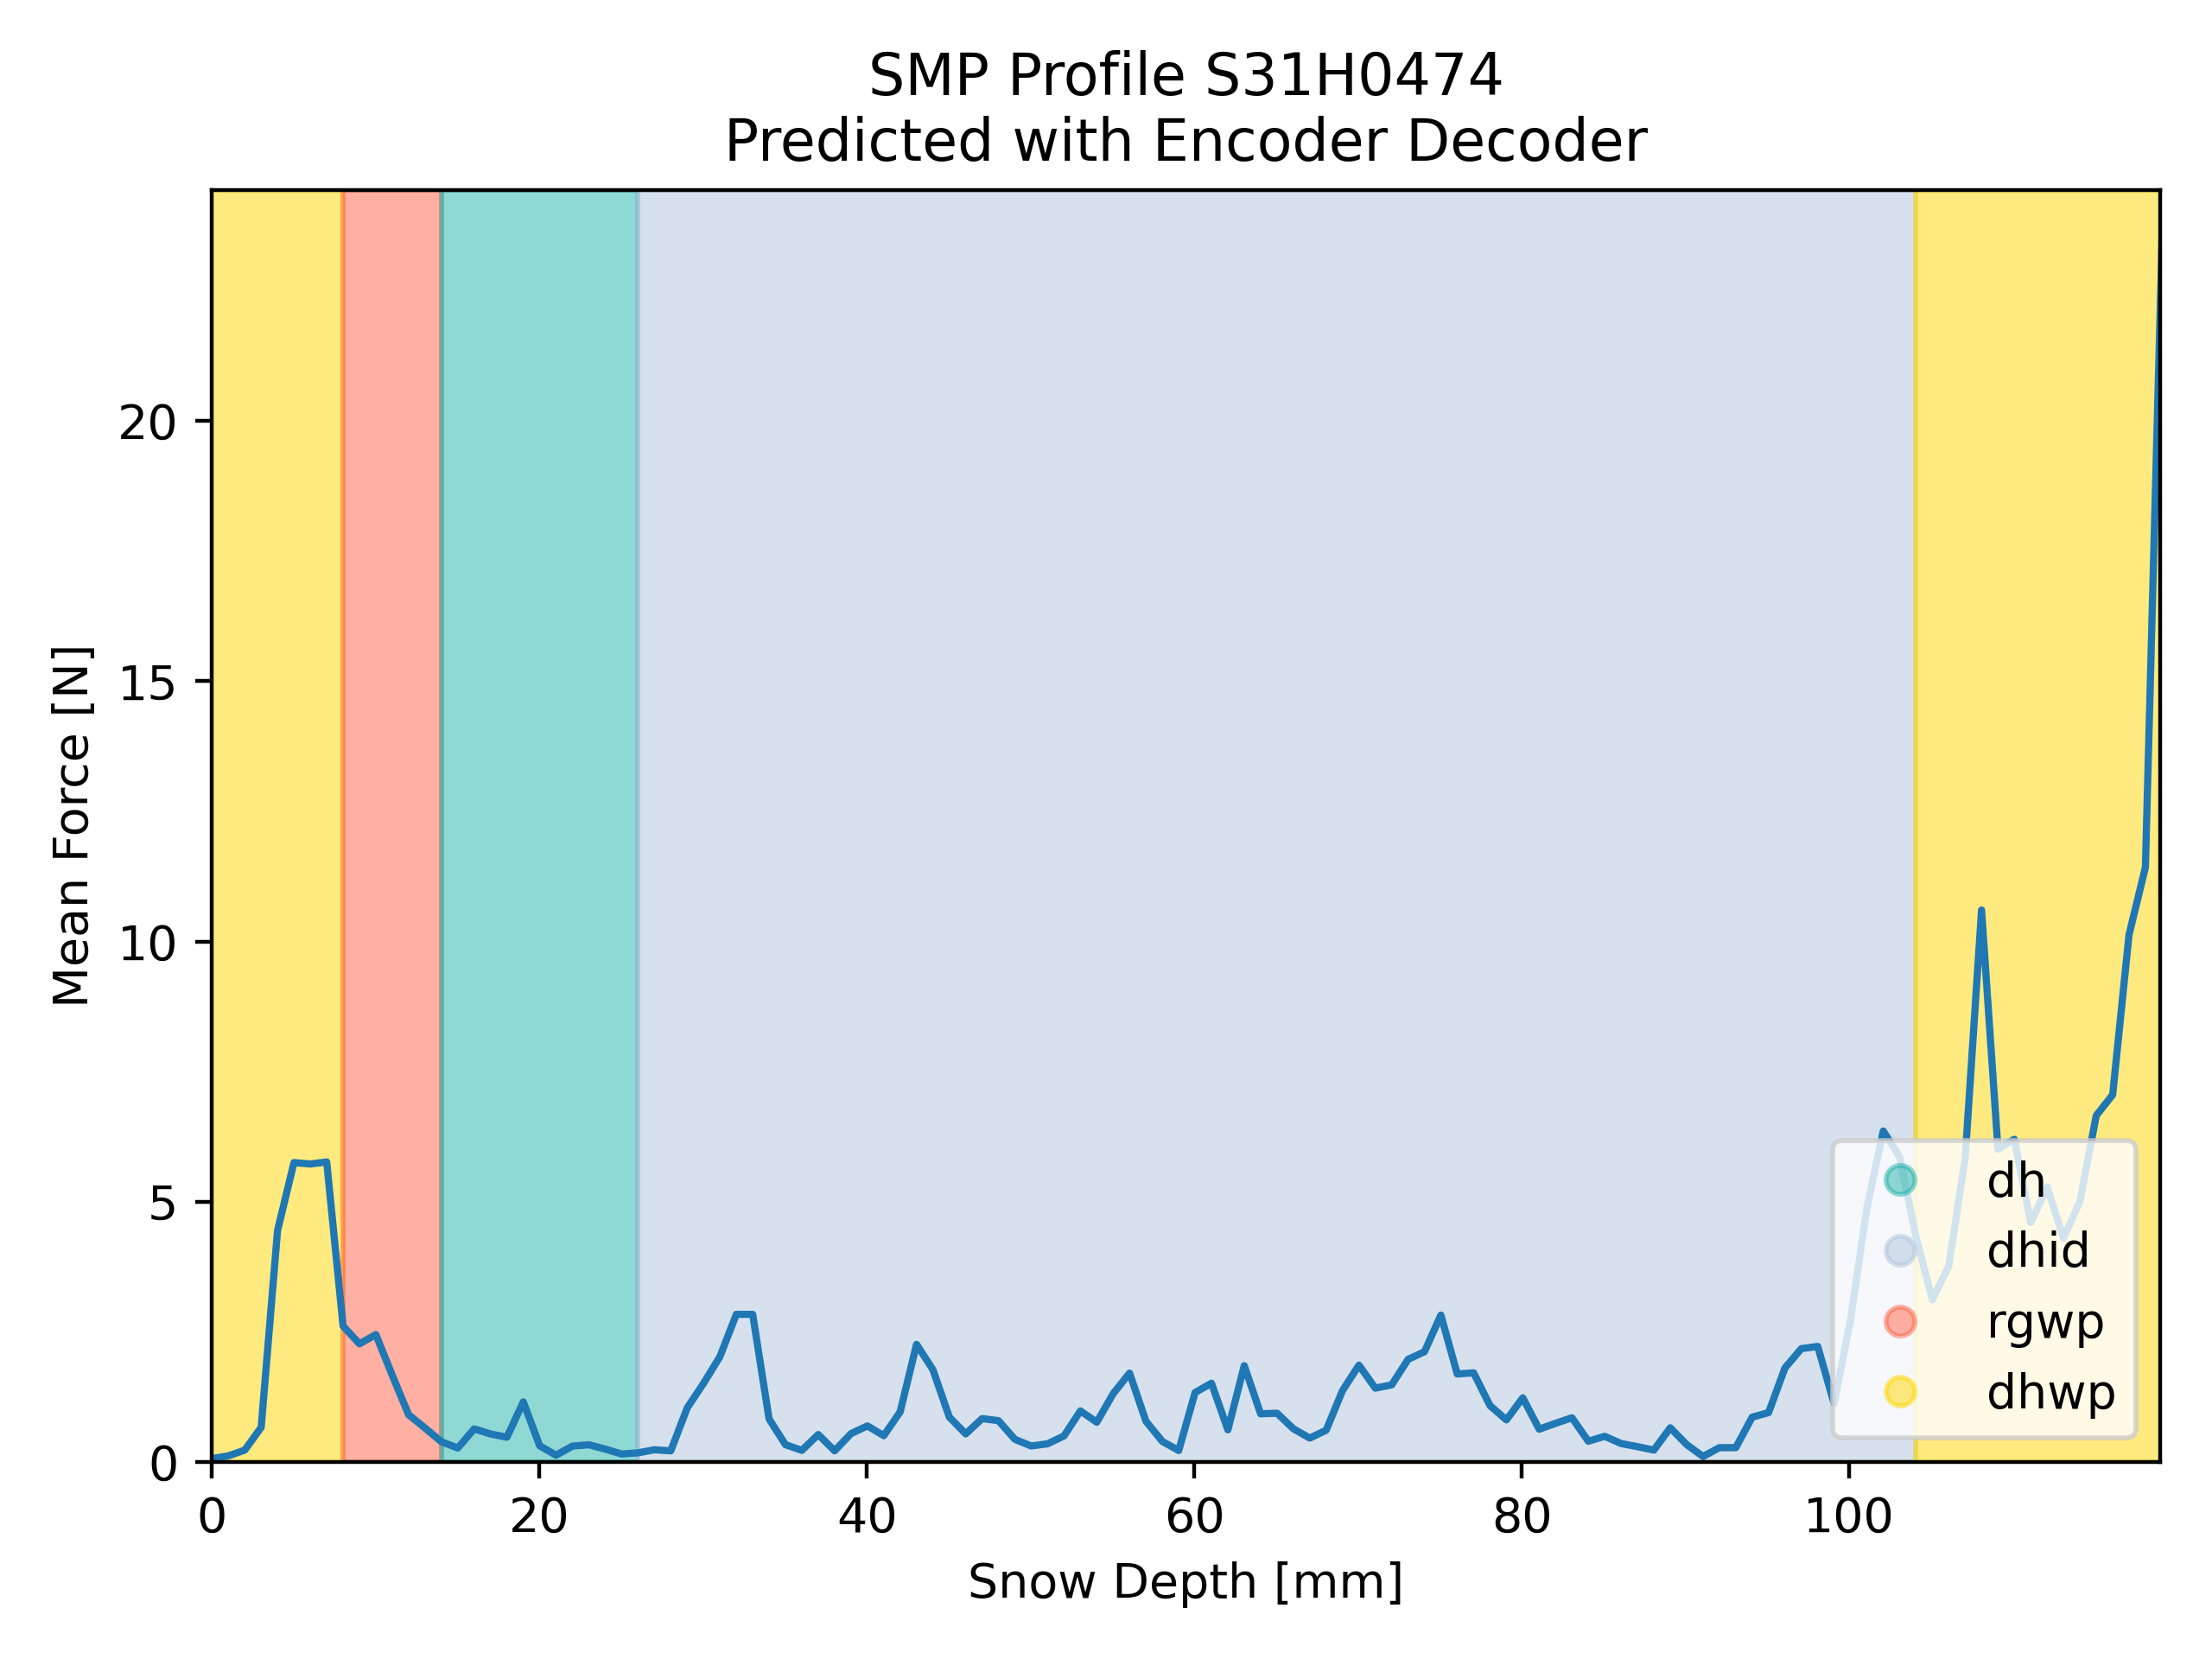 SMP Profile S31H0474
Predicted with Encoder Decoder
Mean Force [N]
20
15
10
5
0
dh
dhid
rgwp
dhwp
0 20 40 60 80 100
Snow Depth [mm]